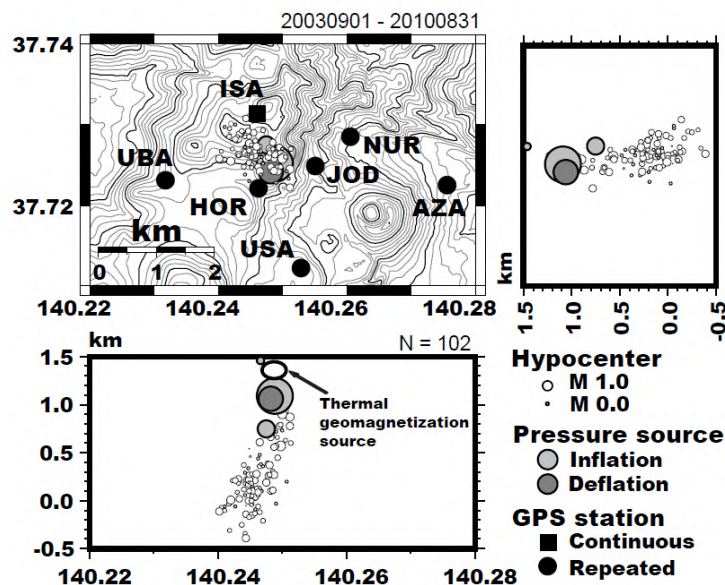 20030901 - 20100831
37.74
ISA
NUR
UBA
JOD
37.72
HOR
AZA
km
USA
0 1 2
140.22 140.24 140.26 140.28
km
1.5 1.0 0.5 0.0 -0.5
km
N = 102
1.5
1.0
0.5
0.0
-0.5
Thermal
geomagnetization
source
140.22 140.24 140.26 140.28
Hypocenter
M 1.0
M 0.0
Pressure source
Inflation
Deflation
GPS station
Continuous
Repeated